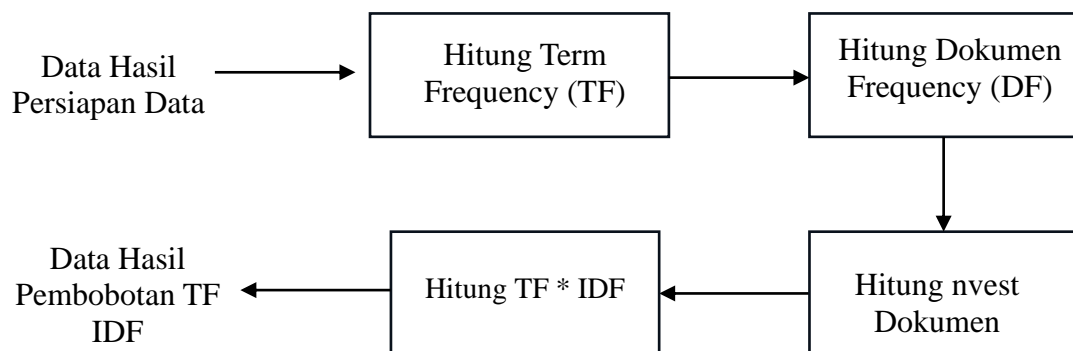 Data Hasil
Persiapan Data
Hitung Term
Frequency (TF)
Hitung Dokumen
Frequency (DF)
Hitung nvest
Dokumen
Hitung TF * IDF
Data Hasil
Pembobotan TF
IDF